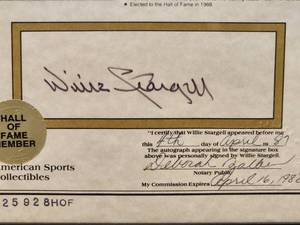 Elected to the Hall of Fame in 1988
Willie Stargell
HALL
OF
FAME
MEMBER
American Sports
Collectibles
"I certify that Willie Stargell appeared before me
this 4th day of April 1987
The autograph appearing in the signature box
above was personally signed by Willie Stargell.
Deborah
Notary Public
My Commission Expires April 16, 
25928HOF